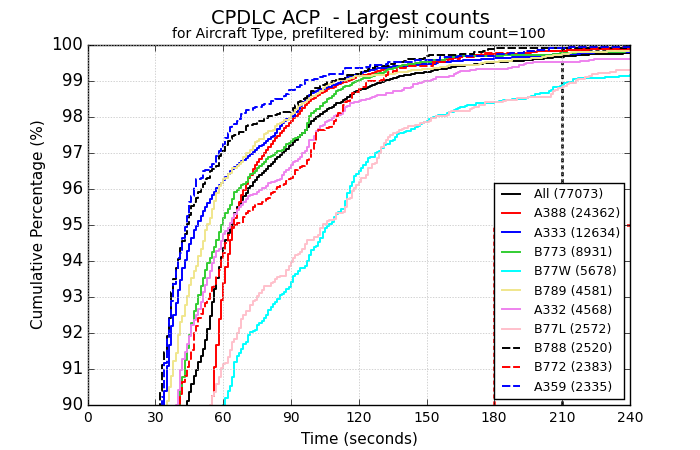 CPDLC ACP  - Largest counts
for Aircraft Type, prefiltered by:  minimum count=100
Cumulative Percentage (%)
100
99
98
97
96
95
94
93
92
91
90
All (77073)
A388 (24362)
A333 (12634)
B773 (8931)
B77W (5678)
B789 (4581)
A332 (4568)
B77L (2572)
B788 (2520)
B772 (2383)
A359 (2335)
0 30 60 90 120 150 180 210 240
Time (seconds)